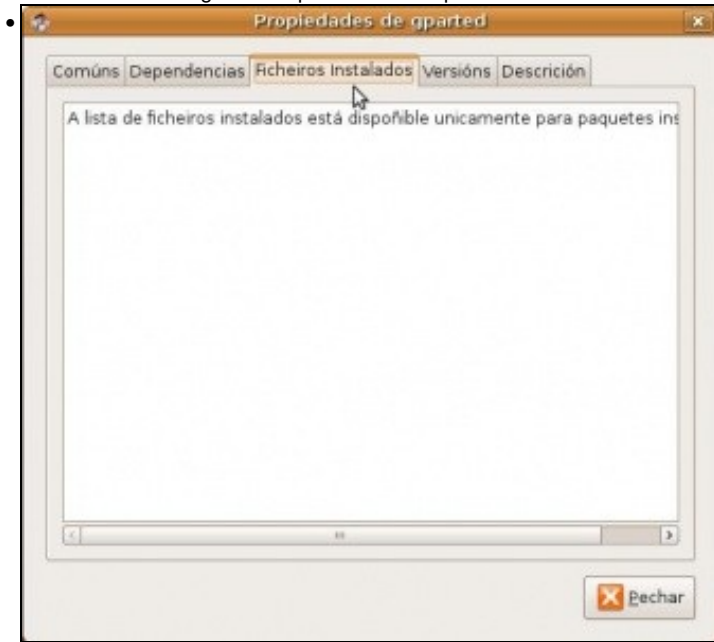 Propiedades de gparted
Comúns Dependencias Ficheiros Instalados Versións Descrición
A lista de ficheiros instalados está dispoñible unicamente para paquetes ins
Pechar